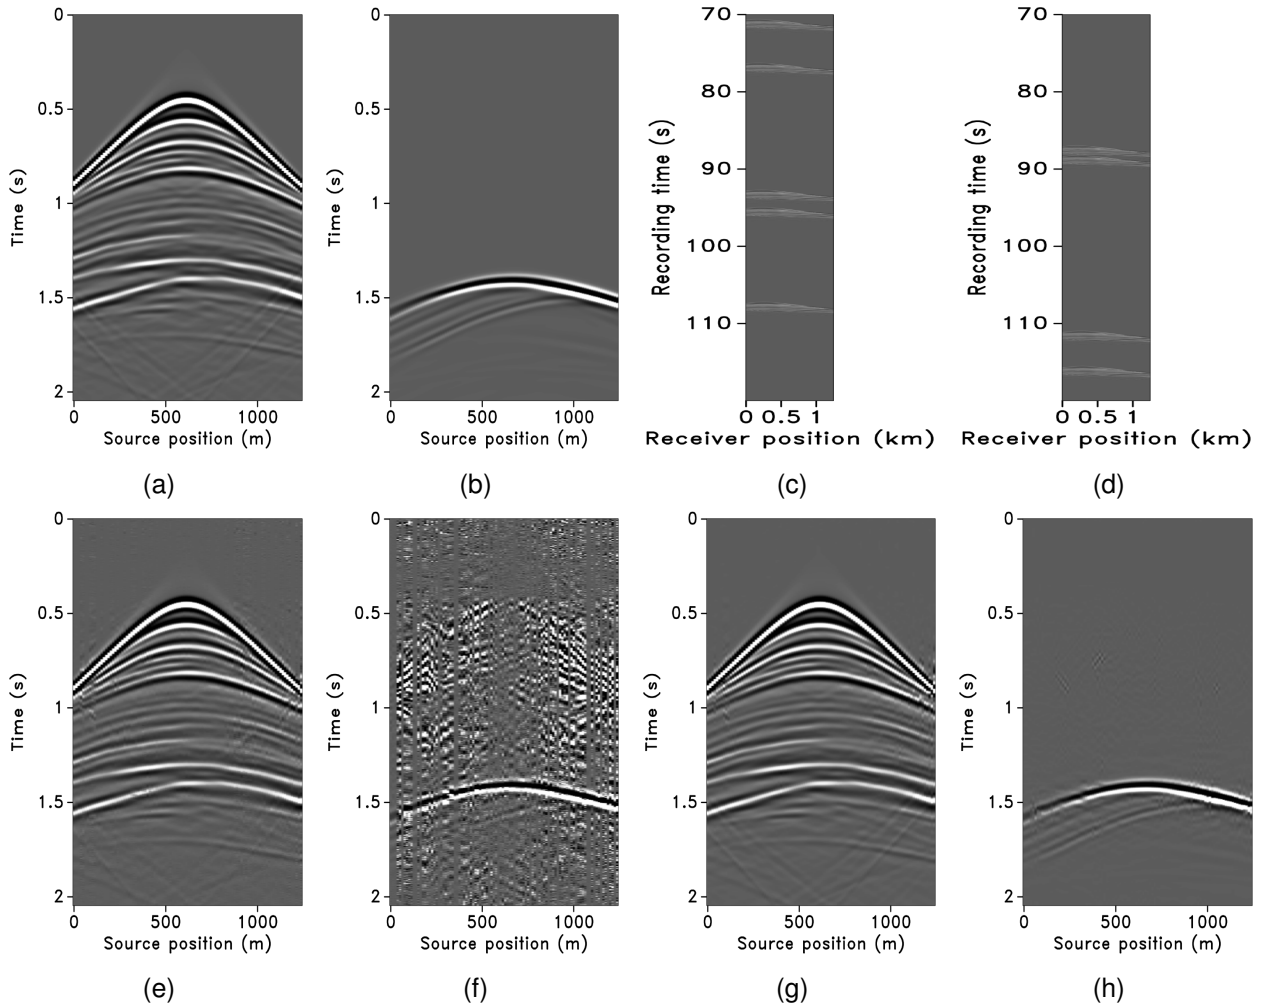 0
0.5
1
1.5
2
Time (s)
0 500 1000
Source position (m)
(a)
0
0.5
1
1.5
2
Time (s)
0 500 1000
Source position (m)
(b)
70
80
90
100
110
Recording time (s)
0 0.5 1
Receiver position (km)
(c)
70
80
90
100
110
Recording time (s)
0 0.5 1
Receiver position (km)
(d)
0
0.5
1
1.5
2
Time (s)
0 500 1000
Source position (m)
(e)
0
0.5
1
1.5
2
Time (s)
0 500 1000
Source position (m)
(f)
0
0.5
1
1.5
2
Time (s)
0 500 1000
Source position (m)
(g)
0
0.5
1
1.5
2
Time (s)
0 500 1000
Source position (m)
(h)